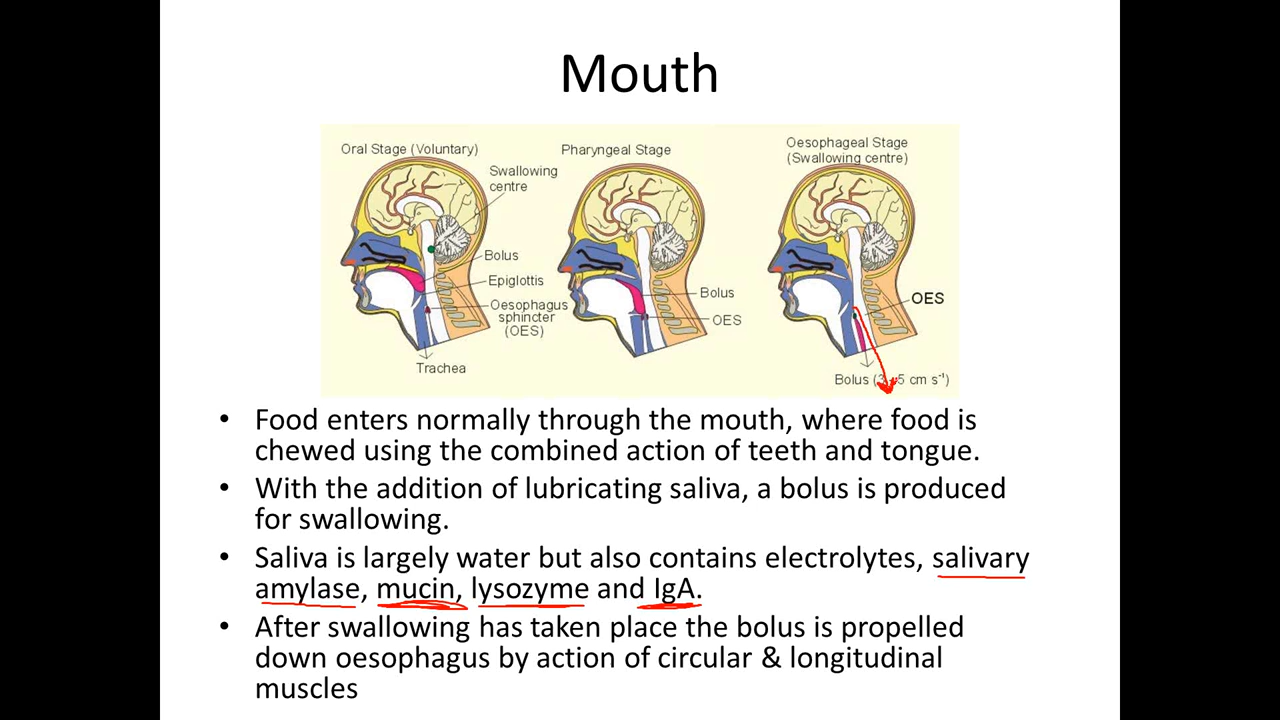 Mouth
Oral Stage (Voluntary)
Swallowing
centre
Bolus
Epiglottis
Oesophagus
sphincter
(OES)
Trachea
Pharyngeal Stage
Bolus
OES
Oesophageal Stage
(Swallowing centre)
OES
Bolus (3 - 5 cm s⁻¹)
• Food enters normally through the mouth, where food is
chewed using the combined action of teeth and tongue.
• With the addition of lubricating saliva, a bolus is produced
for swallowing.
• Saliva is largely water but also contains electrolytes, salivary
amylase, mucin, lysozyme and IgA.
• After swallowing has taken place the bolus is propelled
down oesophagus by action of circular & longitudinal
muscles